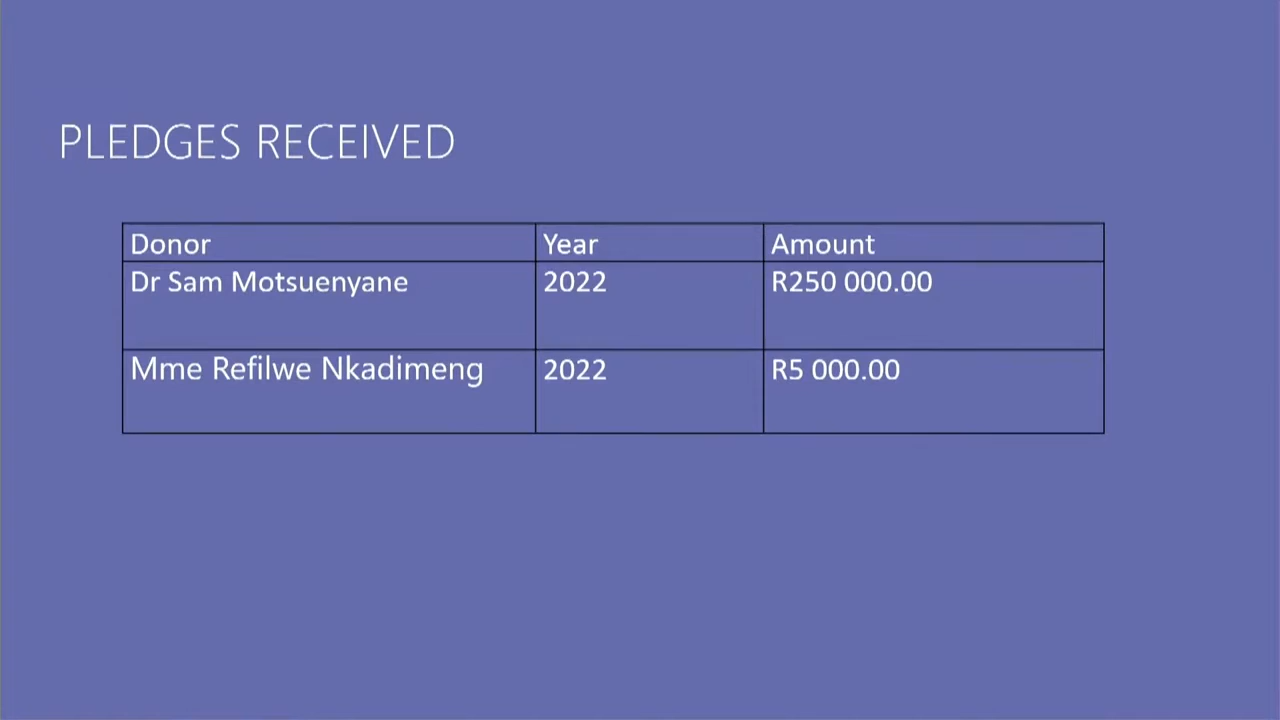 PLEDGES RECEIVED
Donor Year Amount
Dr Sam Motsuenyane 2022 R250 000.00
Mme Refilwe Nkadimeng 2022 R5 000.00